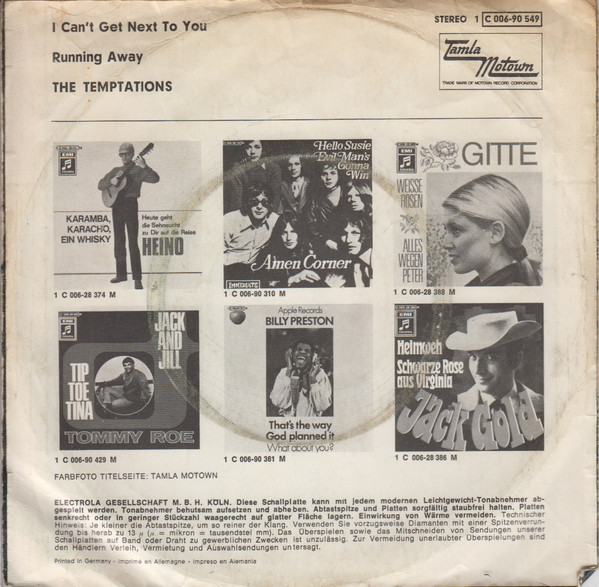 I Can't Get Next To You
STEREO 1 C 006-90 549
Running Away
THE TEMPTATIONS
Tamla
Motown
TRADE MARK OF MOTOWN RECORD CORPORATION
EMI
KARAMBA,
KARACHO,
EIN WHISKY
Heute geht
die Sehnsucht
zu Dir auf die Reise
HEINO
1 C 006-28 374 M
Hello Susie
Evil Man's
Gonna
Win
Amen Corner
IMMEDIATE
1 C 006-90 310 M
EMI
GITTE
WEISSE
ROSEN
ALLES
WEGEN
PETER
1 C 006-28 388 M
EMI
JACK
AND
JILL
TIP
TOE
TINA
TOMMY ROE
1 C 006-90 429 M
Apple Records
BILLY PRESTON
That's the way
God planned it
What about you?
1 C 006-90 361 M
EMI
Heimweh
Schwarze Rose
aus Virginia
Jack Gold
1 C 006-28 386 M
FARBFOTO TITELSEITE: TAMLA MOTOWN
ELECTROLA GESELLSCHAFT M. B. H. KÖLN. Diese Schallplatte kann mit jedem modernen Leichtgewicht-Tonabnehmer ab-
gespielt werden. Tonabnehmer behutsam aufsetzen und abheben. Abtastspitze und Platten sorgfältig staubfrei halten. Platten
senkrecht oder in geringer Stückzahl waagerecht auf glatter Fläche lagern. Einwirkung von Wärme vermeiden. Technischer
Hinweis: Je kleiner die Abtastspitze, um so reiner der Klang. Verwenden Sie vorzugsweise Diamanten mit einer Spitzenverrun-
dung bis herab zu 13 µ (µ = mikron = tausendstel mm). Das Überspielen sowie das Mitschneiden von Sendungen unserer
Schallplatten auf Band oder Draht zu gewerblichen Zwecken ist unzulässig. Zur Vermeidung unerlaubter Überspielungen sind
den Händlern Verleih, Vermietung und Auswahlsendungen untersagt.
Printed in Germany - imprimé en Allemagne - impreso en Alemania